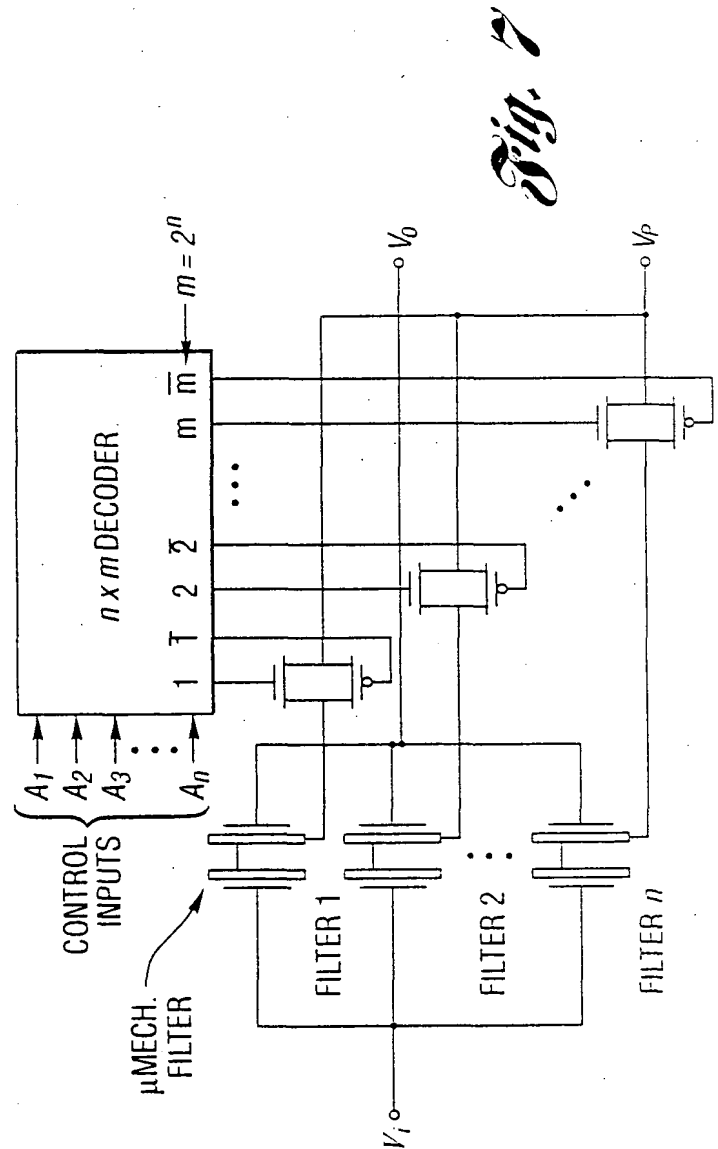 CONTROL
INPUTS
A1
A2
A3
An
n x m DECODER
1 1̅ 2 2̅ m m̅
m = 2ⁿ
μMECH.
FILTER
FILTER 1
FILTER 2
FILTER n
Vi
V0
VP
Fig. 7